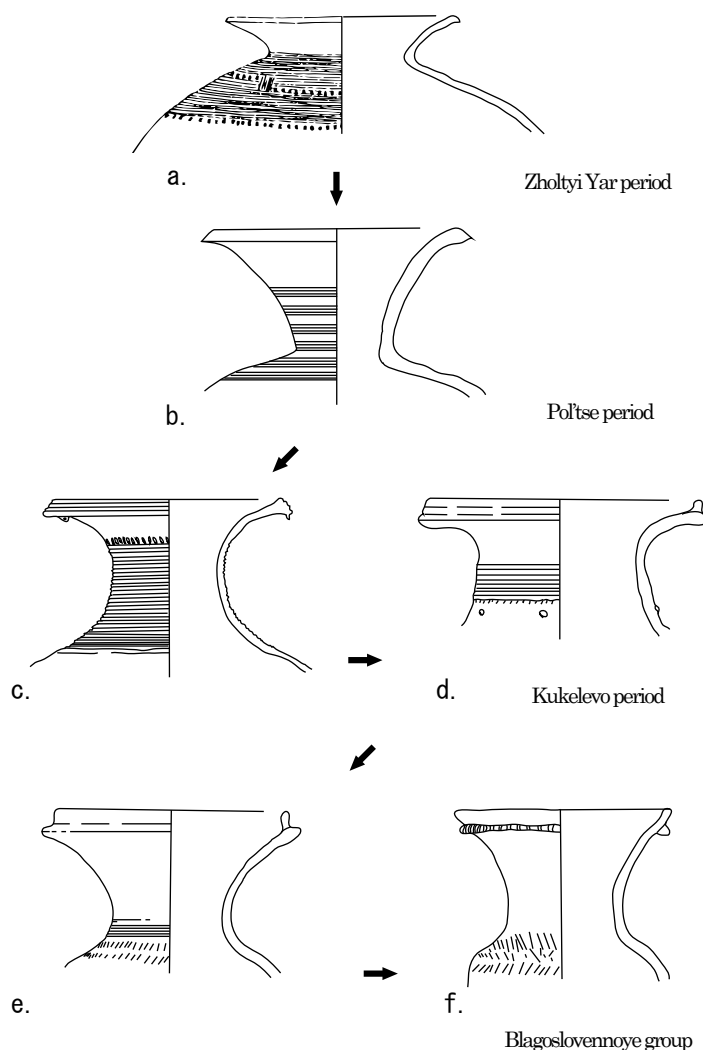 a.
Zholtyi Yar period
b.
Pol'tse period
c.
d.
Kukelevo period
e.
f.
Blagoslovennoye group